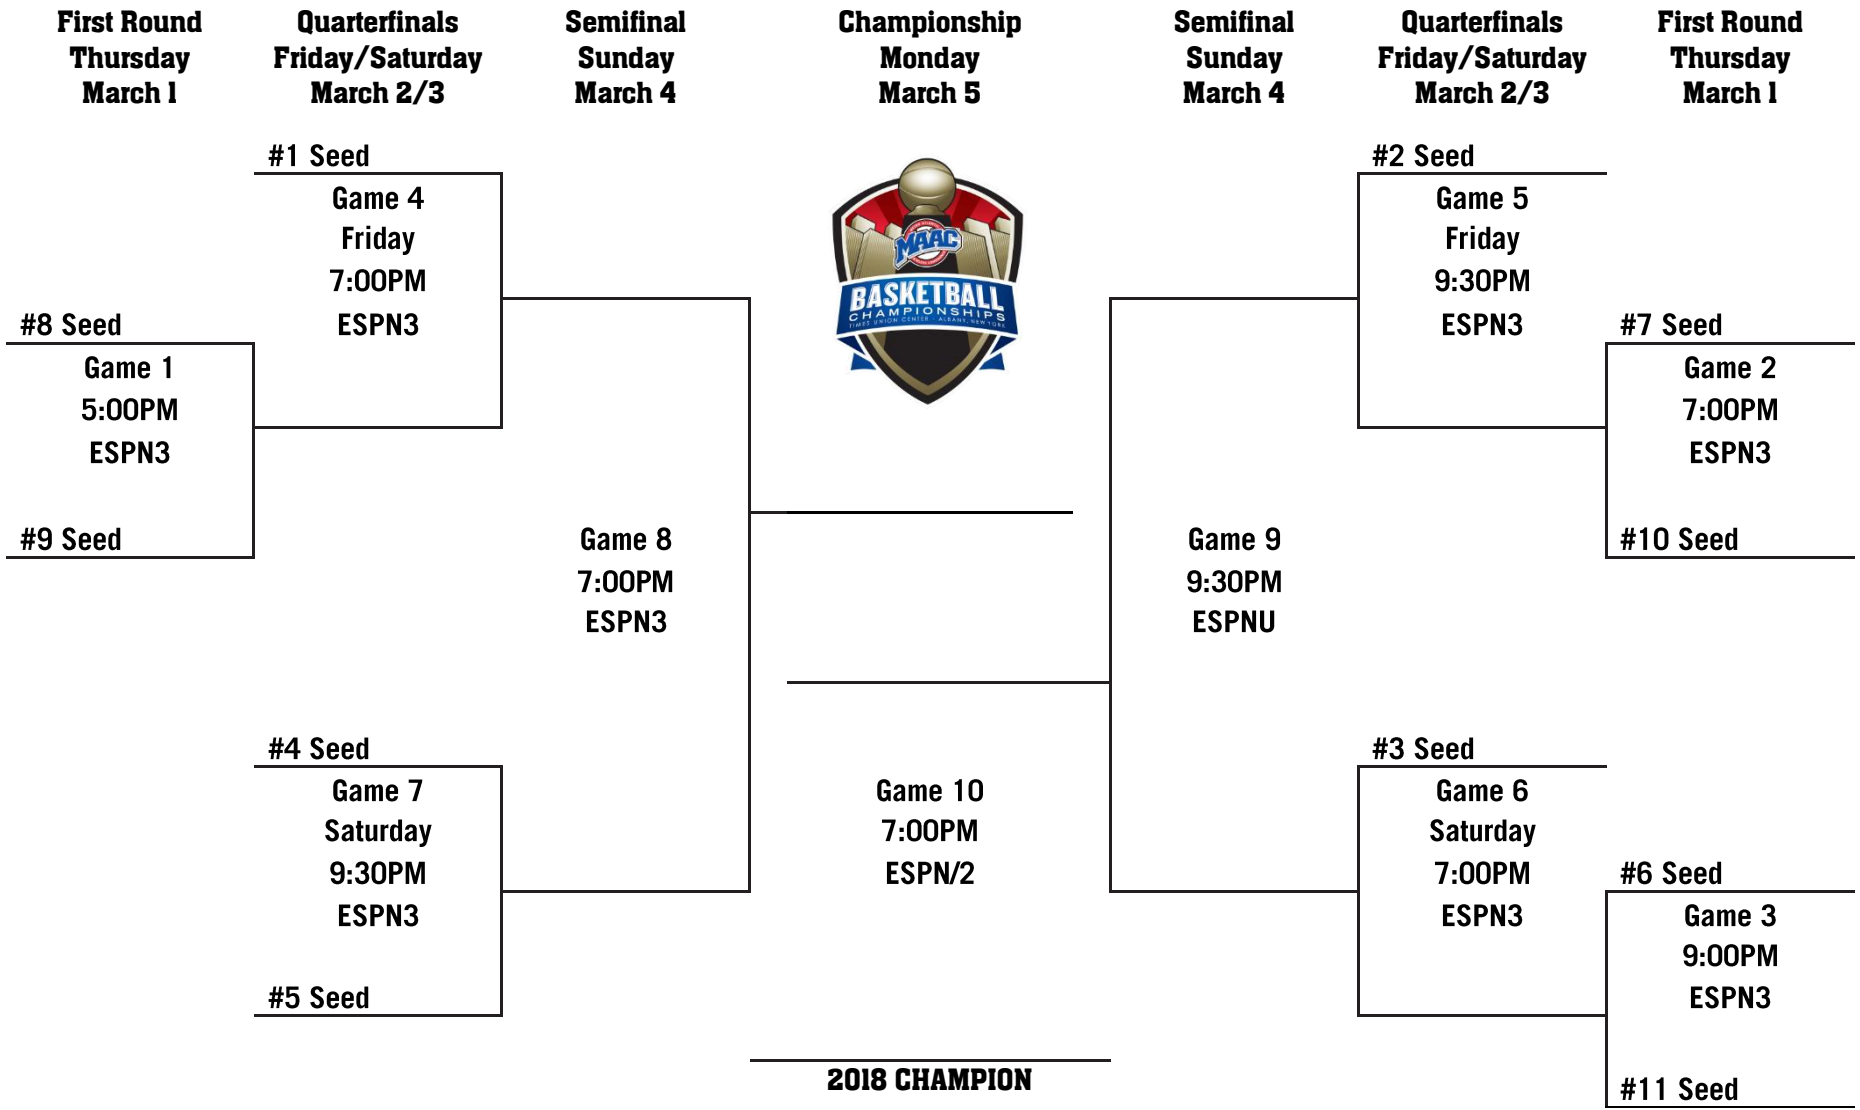 First Round
Thursday
March 1
Quarterfinals
Friday/Saturday
March 2/3
Semifinal
Sunday
March 4
Championship
Monday
March 5
Semifinal
Sunday
March 4
Quarterfinals
Friday/Saturday
March 2/3
First Round
Thursday
March 1
#8 Seed
Game 1
5:00PM
ESPN3
#9 Seed
#1 Seed
Game 4
Friday
7:00PM
ESPN3
#4 Seed
Game 7
Saturday
9:30PM
ESPN3
#5 Seed
Game 8
7:00PM
ESPN3
MAAC
BASKETBALL
CHAMPIONSHIPS
TIMES UNION CENTER - ALBANY, NEW YORK
Game 10
7:00PM
ESPN/2
2018 CHAMPION
Game 9
9:30PM
ESPNU
#2 Seed
Game 5
Friday
9:30PM
ESPN3
#3 Seed
Game 6
Saturday
7:00PM
ESPN3
#7 Seed
Game 2
7:00PM
ESPN3
#10 Seed
#6 Seed
Game 3
9:00PM
ESPN3
#11 Seed